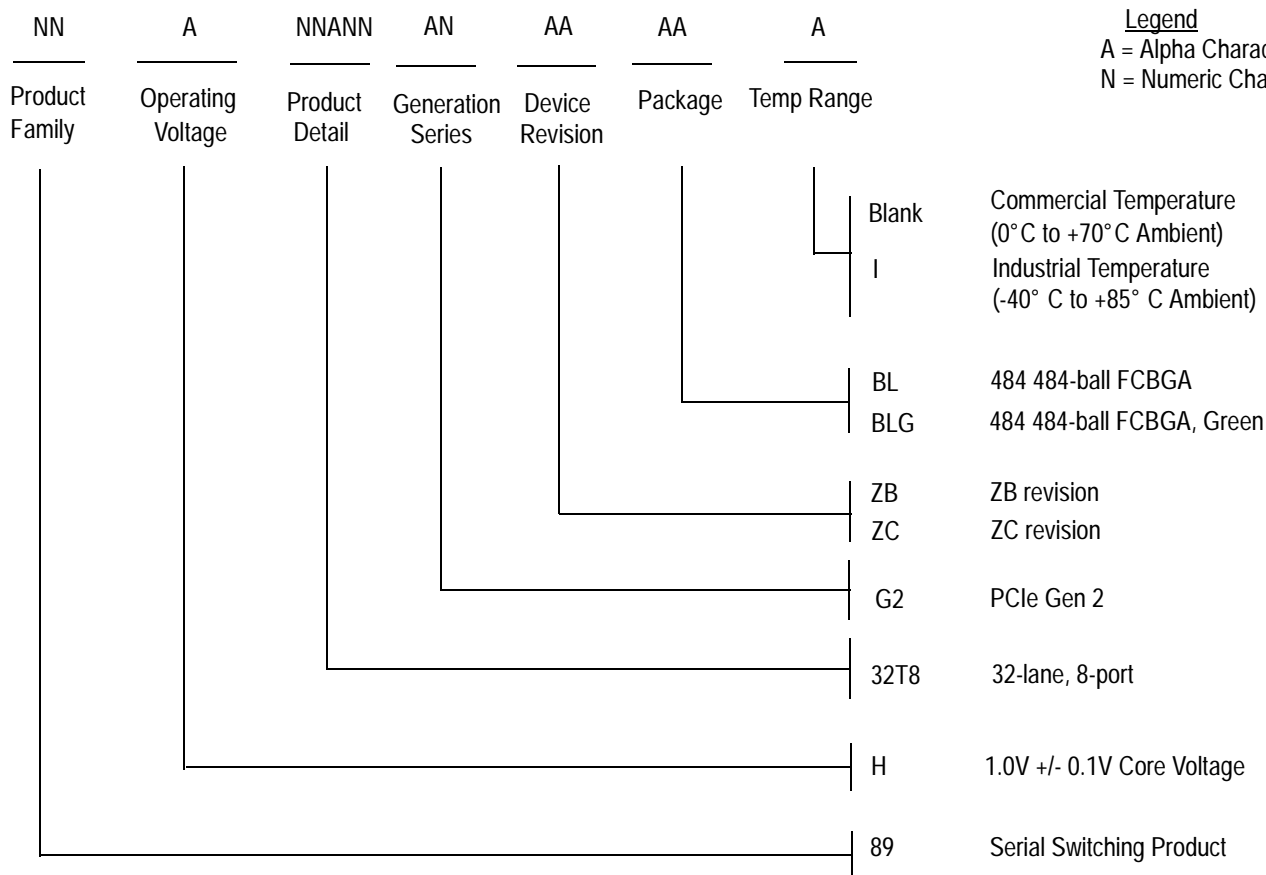 NN A NNANN AN AA AA A
Legend
A = Alpha Charac
N = Numeric Cha
Product Family
Operating Voltage
Product Detail
Generation Series
Device Revision
Package
Temp Range
Blank Commercial Temperature
(0°C to +70°C Ambient)
I Industrial Temperature
(-40° C to +85° C Ambient)
BL 484 484-ball FCBGA
BLG 484 484-ball FCBGA, Green
ZB ZB revision
ZC ZC revision
G2 PCIe Gen 2
32T8 32-lane, 8-port
H 1.0V +/- 0.1V Core Voltage
89 Serial Switching Product